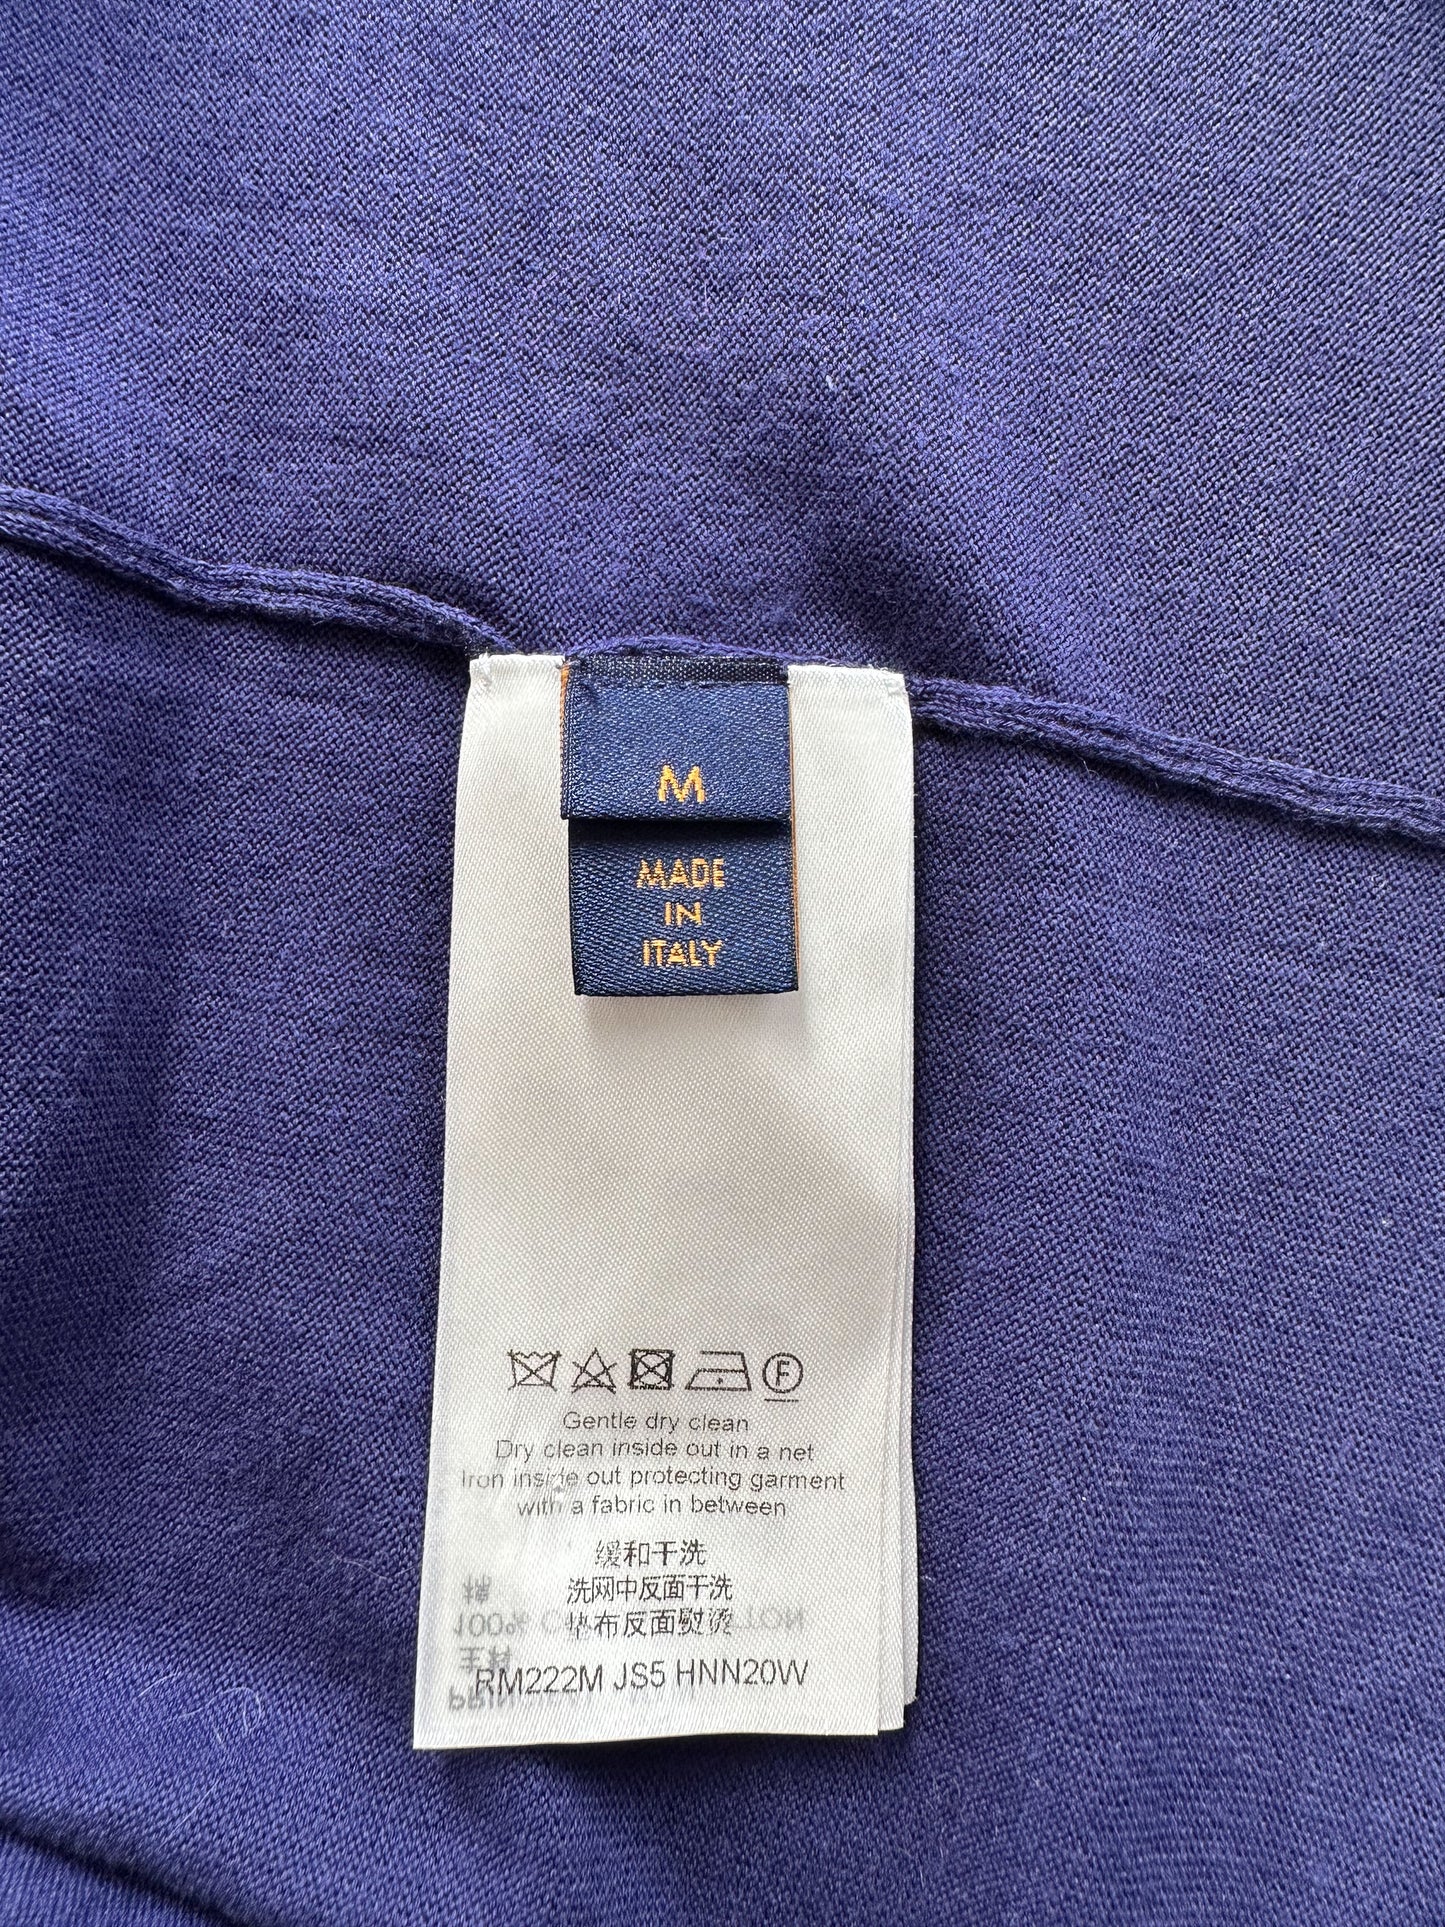 M
MADE
IN
ITALY
F
Gentle dry clean
Dry clean inside out in a net
Iron inside out protecting garment
with a fabric in between
缓和干洗
洗网中反面干洗
垫布反面熨烫
RM222M JS5 HNN20W